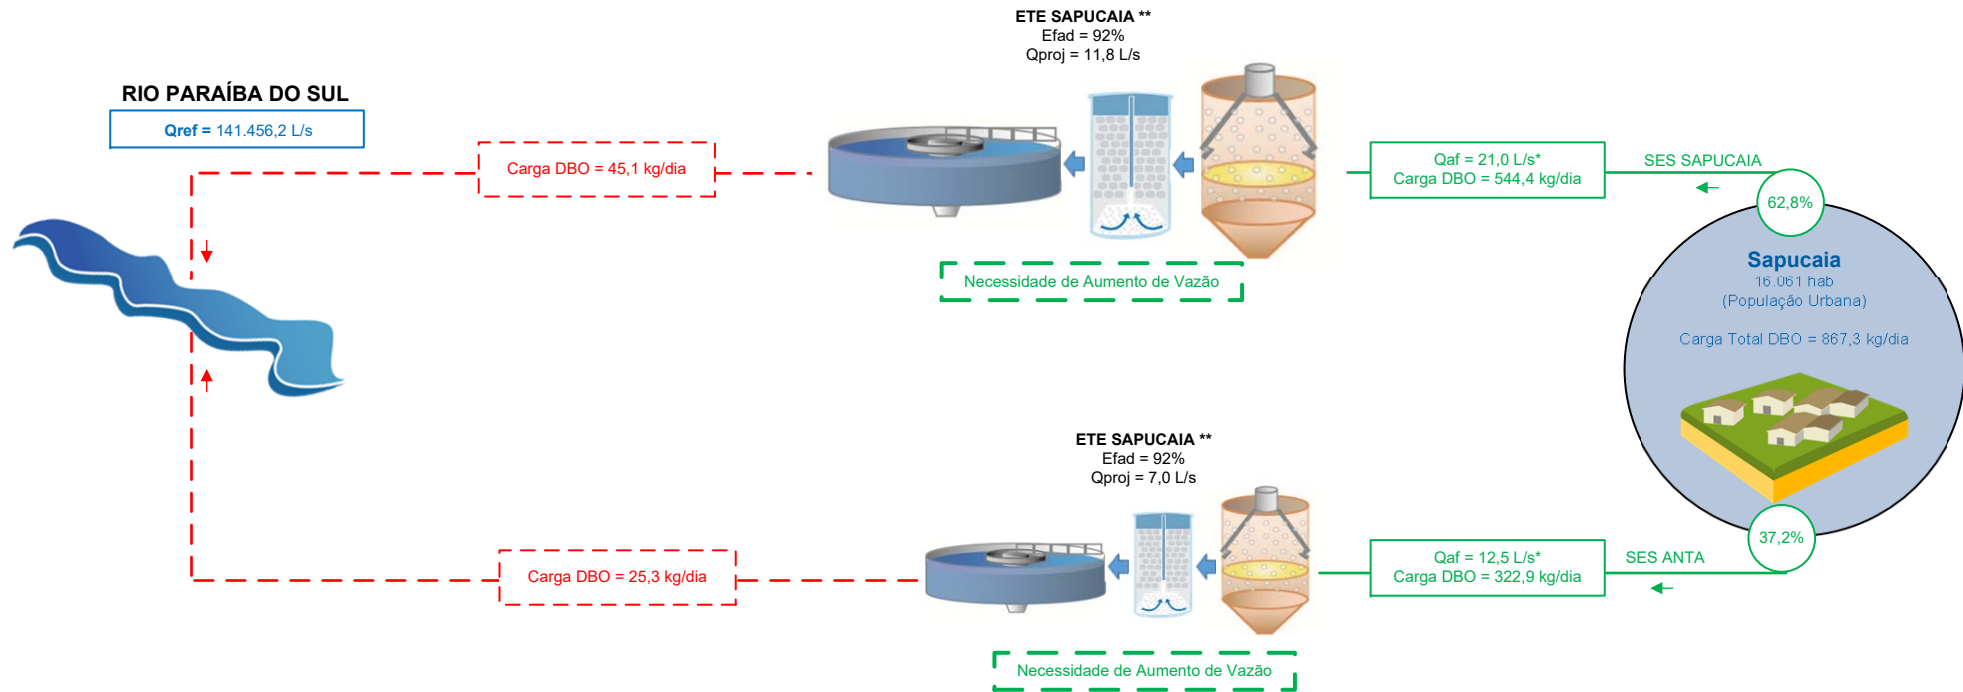 ETE SAPUCAIA **
Efad = 92%
Qproj = 11,8 L/s
RIO PARAÍBA DO SUL
Qref = 141.456,2 L/s
Carga DBO = 45,1 kg/dia
Qaf = 21,0 L/s*
Carga DBO = 544,4 kg/dia
SES SAPUCAIA
62,8%
Necessidade de Aumento de Vazão
Sapucaia
16.061 hab
(População Urbana)
Carga Total DBO = 867,3 kg/dia
ETE SAPUCAIA **
Efad = 92%
Qproj = 7,0 L/s
37,2%
Carga DBO = 25,3 kg/dia
Qaf = 12,5 L/s*
Carga DBO = 322,9 kg/dia
SES ANTA
Necessidade de Aumento de Vazão